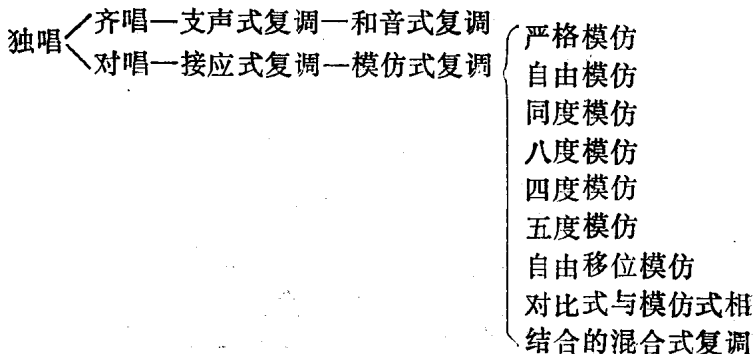 独唱
齐唱—支声式复调—和音式复调
对唱—接应式复调—模仿式复调
严格模仿
自由模仿
同度模仿
八度模仿
四度模仿
五度模仿
自由移位模仿
对比式与模仿式相
结合的混合式复调